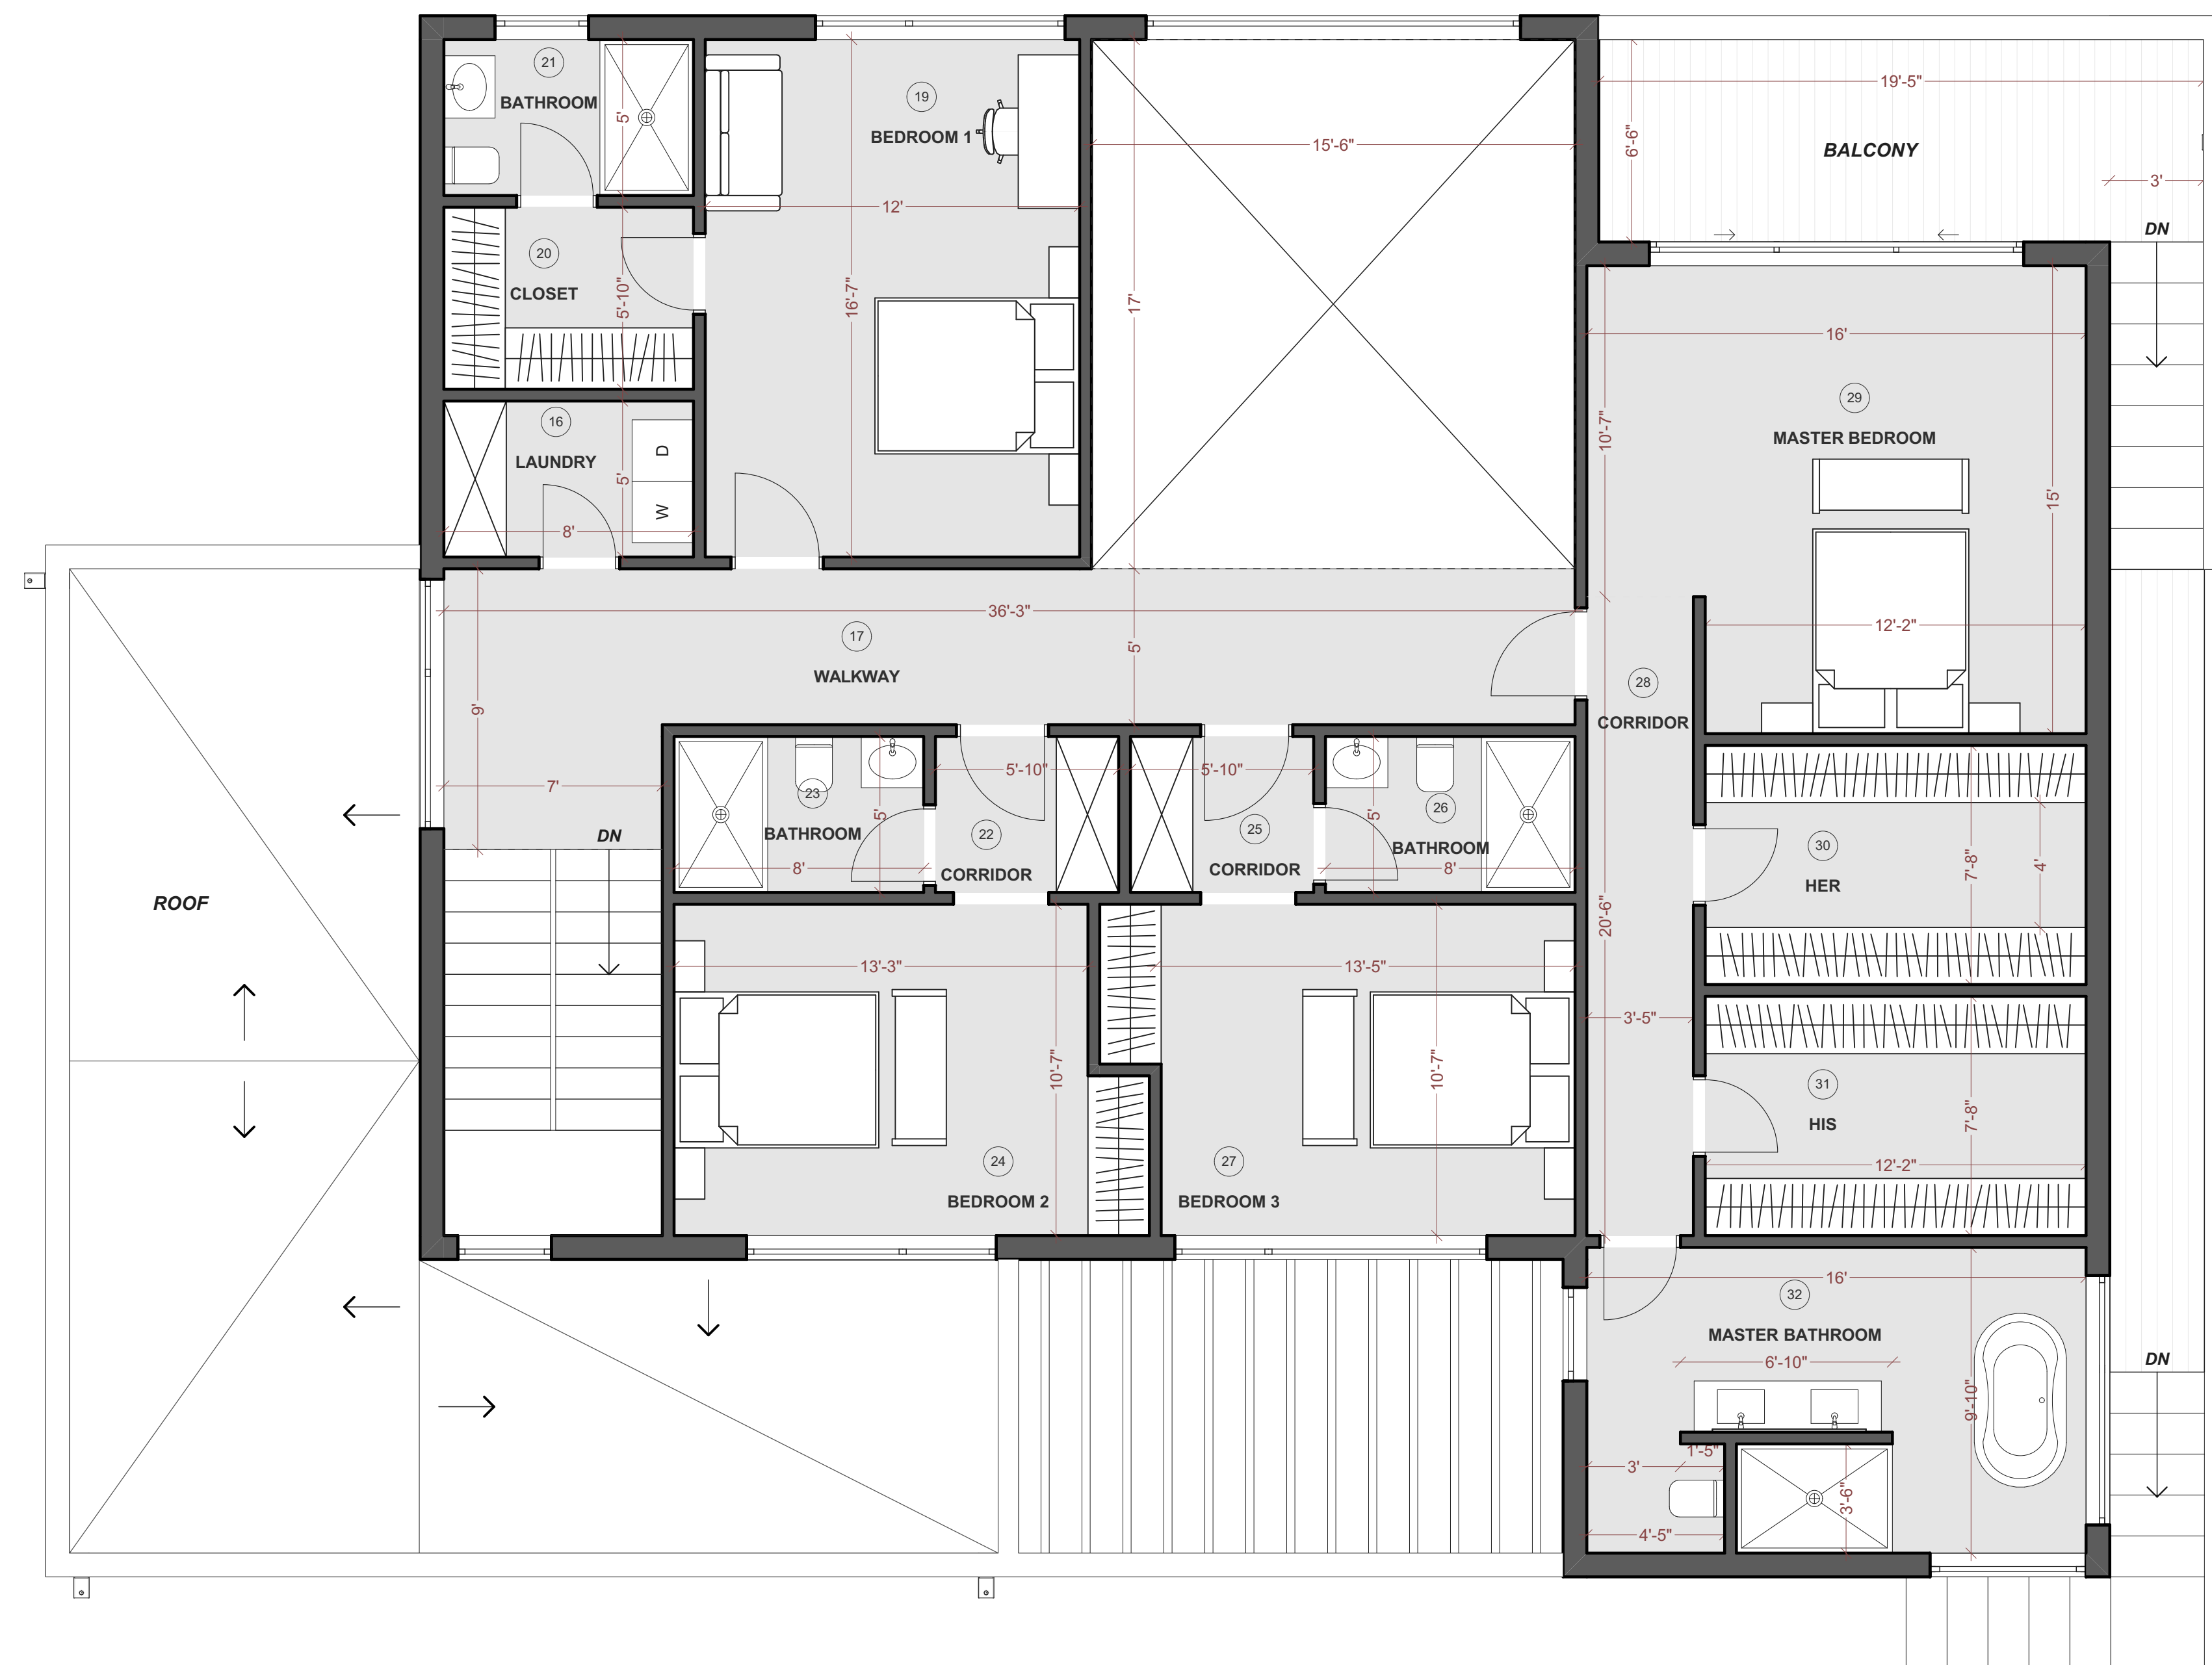 21
BATHROOM
5'
19
BEDROOM 1
12'
16'-7"
17'
15'-6"
19'-5"
6'-6"
BALCONY
3'
DN
20
CLOSET
5'-10"
16
LAUNDRY
5'
8'
D
W
16'
10'-7"
29
MASTER BEDROOM
15'
12'-2"
36'-3"
17
WALKWAY
5'
9'
7'
DN
28
CORRIDOR
23
BATHROOM
5'
8'
5'-10"
22
CORRIDOR
5'-10"
25
CORRIDOR
5'
26
BATHROOM
8'
30
HER
7'-8"
4'
20'-6"
3'-5"
ROOF
13'-3"
10'-7"
24
BEDROOM 2
13'-5"
10'-7"
27
BEDROOM 3
31
HIS
7'-8"
12'-2"
16'
32
MASTER BATHROOM
6'-10"
9'-10"
1'-5"
3'
3'-6"
4'-5"
DN